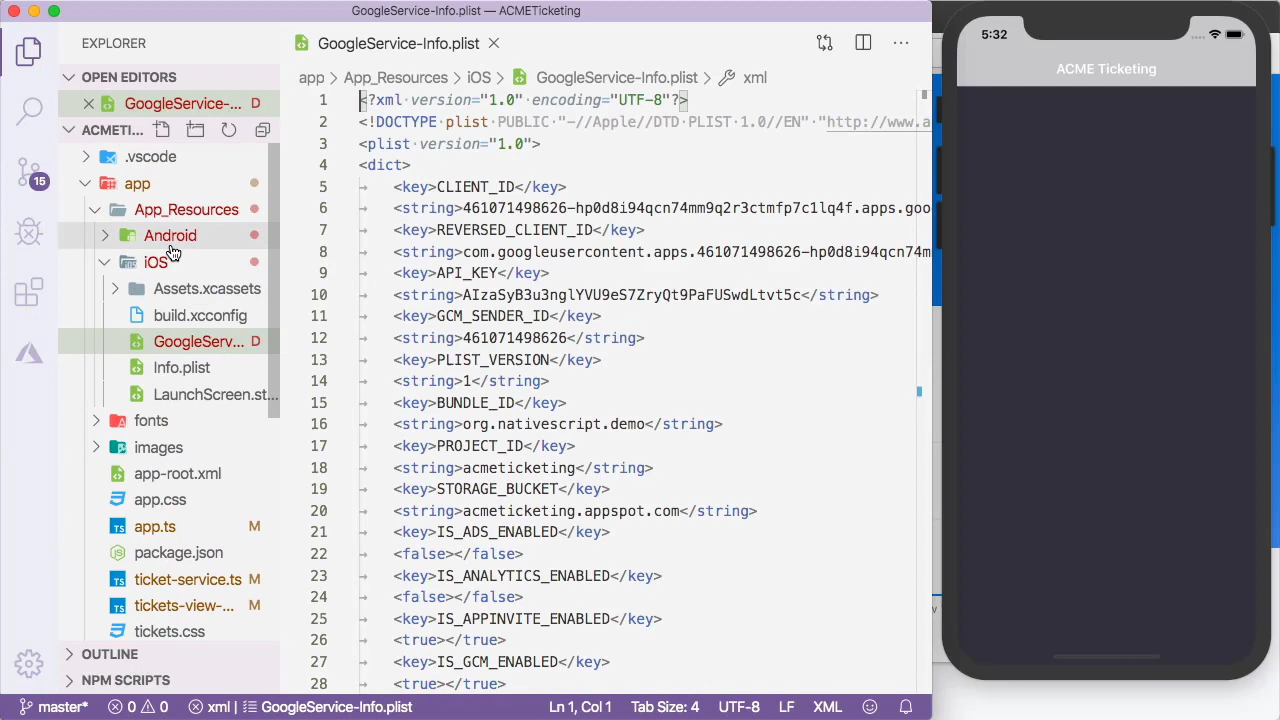 GoogleService-Info.plist — ACMETicketing
EXPLORER
OPEN EDITORS
GoogleService-... D
ACMETI...
.vscode
app
App_Resources
Android
iOS
Assets.xcassets
build.xcconfig
GoogleServ... D
Info.plist
LaunchScreen.st...
fonts
images
app-root.xml
app.css
TS app.ts M
package.json
TS ticket-service.ts M
TS tickets-view-... M
tickets.css
OUTLINE
NPM SCRIPTS
15
GoogleService-Info.plist
app > App_Resources > iOS > GoogleService-Info.plist > xml
1 <?xml version="1.0" encoding="UTF-8"?>
2 <!DOCTYPE plist PUBLIC "-//Apple//DTD PLIST 1.0//EN" "http://www.a
3 <plist version="1.0">
4 <dict>
5 <key>CLIENT_ID</key>
6 <string>461071498626-hp0d8i94qcn74mm9q2r3ctmfp7c1lq4f.apps.goo
7 <key>REVERSED_CLIENT_ID</key>
8 <string>com.googleusercontent.apps.461071498626-hp0d8i94qcn74m
9 <key>API_KEY</key>
10 <string>AIzaSyB3u3nglYVU9eS7ZryQt9PaFUSwdLtvt5c</string>
11 <key>GCM_SENDER_ID</key>
12 <string>461071498626</string>
13 <key>PLIST_VERSION</key>
14 <string>1</string>
15 <key>BUNDLE_ID</key>
16 <string>org.nativescript.demo</string>
17 <key>PROJECT_ID</key>
18 <string>acmeticketing</string>
19 <key>STORAGE_BUCKET</key>
20 <string>acmeticketing.appspot.com</string>
21 <key>IS_ADS_ENABLED</key>
22 <false></false>
23 <key>IS_ANALYTICS_ENABLED</key>
24 <false></false>
25 <key>IS_APPINVITE_ENABLED</key>
26 <true></true>
27 <key>IS_GCM_ENABLED</key>
28 <true></true>
master* 0 0 xml | GoogleService-Info.plist Ln 1, Col 1 Tab Size: 4 UTF-8 LF XML
5:32
ACME Ticketing